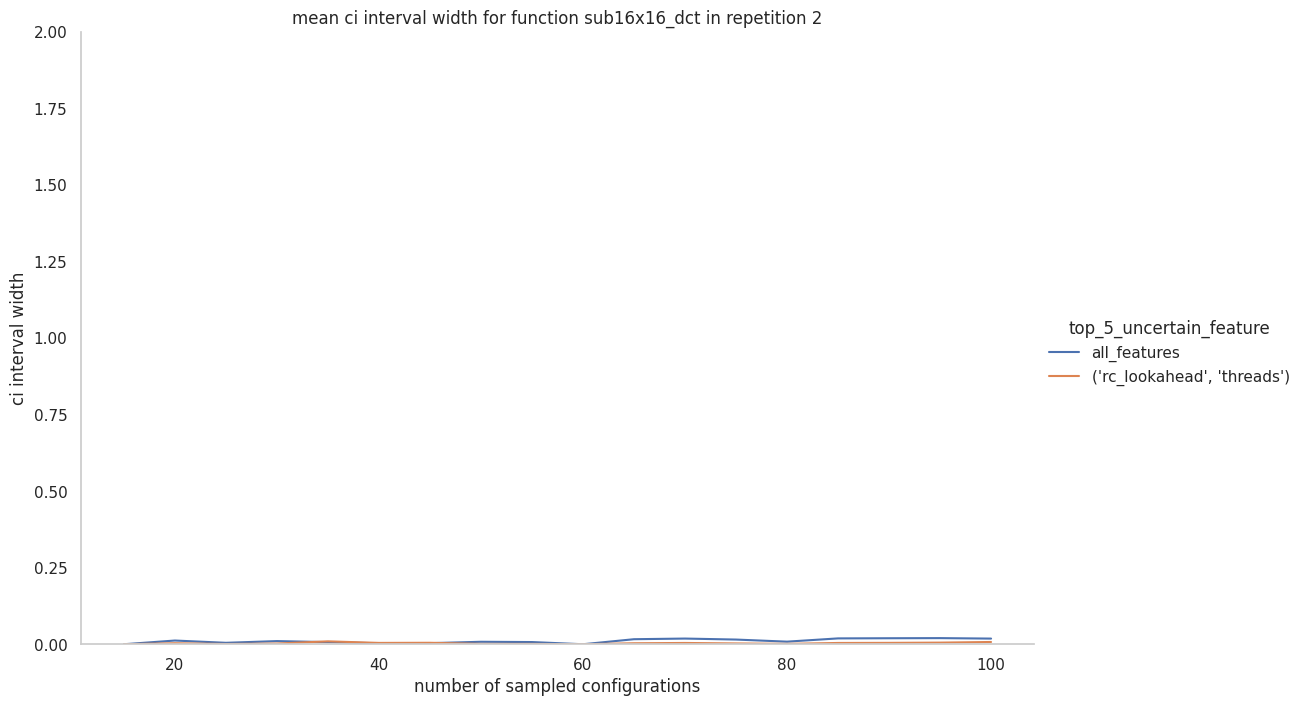 mean ci interval width for function sub16x16_dct in repetition 2
2.00
1.75
1.50
1.25
1.00
0.75
0.50
0.25
0.00
ci interval width
20
40
60
80
100
number of sampled configurations
top_5_uncertain_feature
all_features
('rc_lookahead', 'threads')